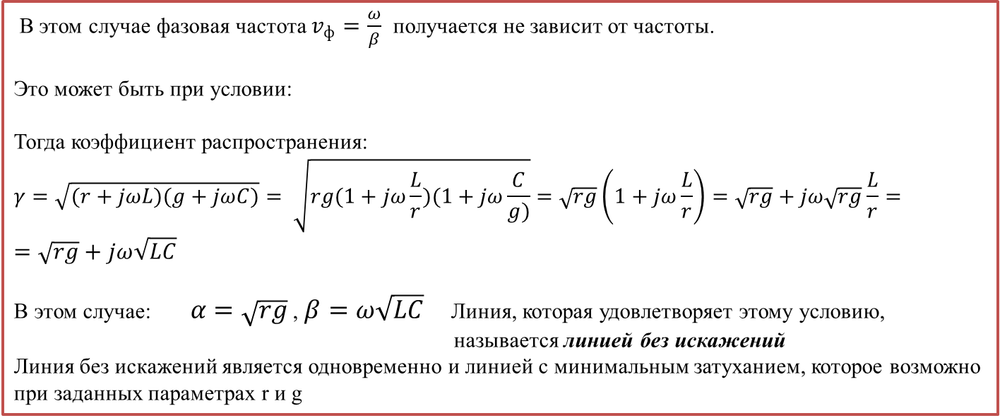 В этом случае фазовая частота $v_ф = \frac{\omega}{\beta}$ получается не зависит от частоты.
Это может быть при условии:
Тогда коэффициент распространения:
$\gamma = \sqrt{(r + j\omega L)(g + j\omega C)} = \sqrt{rg(1 + j\omega \frac{L}{r})(1 + j\omega \frac{C}{g)}} = \sqrt{rg}\left(1 + j\omega \frac{L}{r}\right) = \sqrt{rg} + j\omega\sqrt{rg}\frac{L}{r} =$
$= \sqrt{rg} + j\omega\sqrt{LC}$
В этом случае: $\alpha = \sqrt{rg}, \beta = \omega\sqrt{LC}$ Линия, которая удовлетворяет этому условию,
называется линией без искажений
Линия без искажений является одновременно и линией с минимальным затуханием, которое возможно
при заданных параметрах r и g